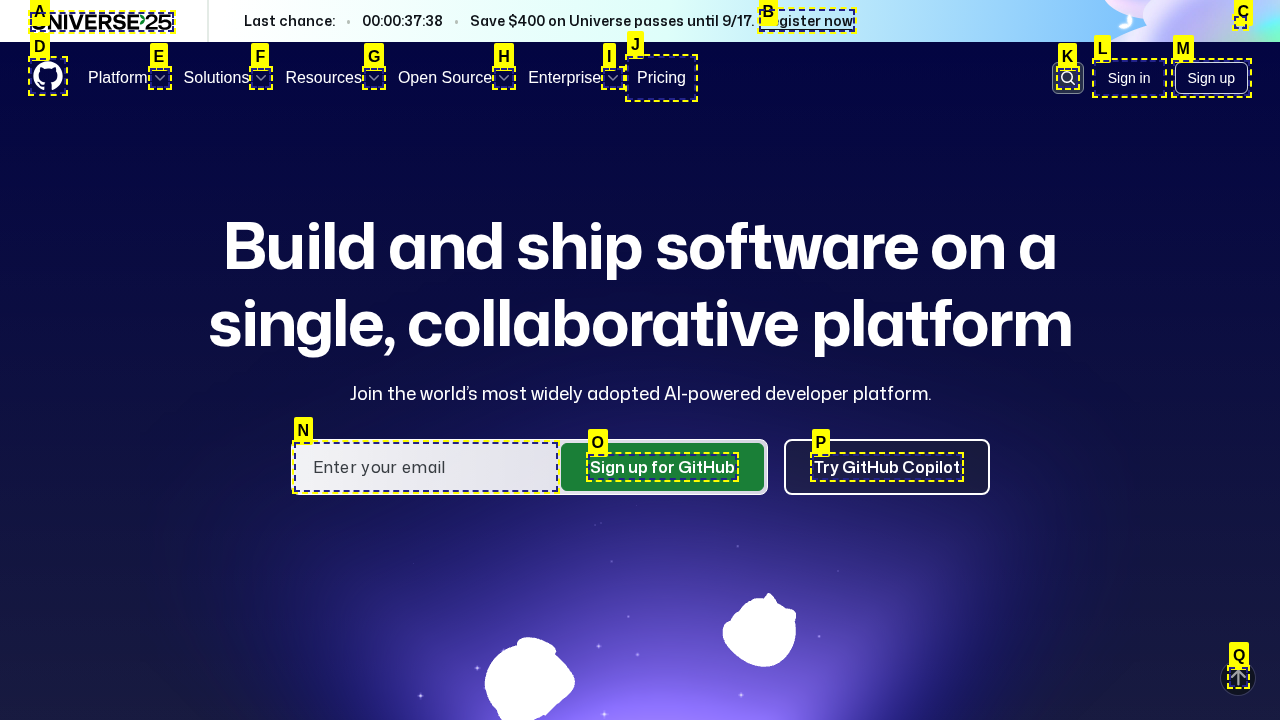 A
UNIVERSE'25
Last chance: • 00:00:37:38 • Save $400 on Universe passes until 9/17. Register now
B
C
D
Platform
E
Solutions
F
Resources
G
Open Source
H
Enterprise
I
Pricing
J
K
Sign in
L
Sign up
M
Build and ship software on a
single, collaborative platform
Join the world's most widely adopted AI-powered developer platform.
N
Enter your email
O
Sign up for GitHub
P
Try GitHub Copilot
Q